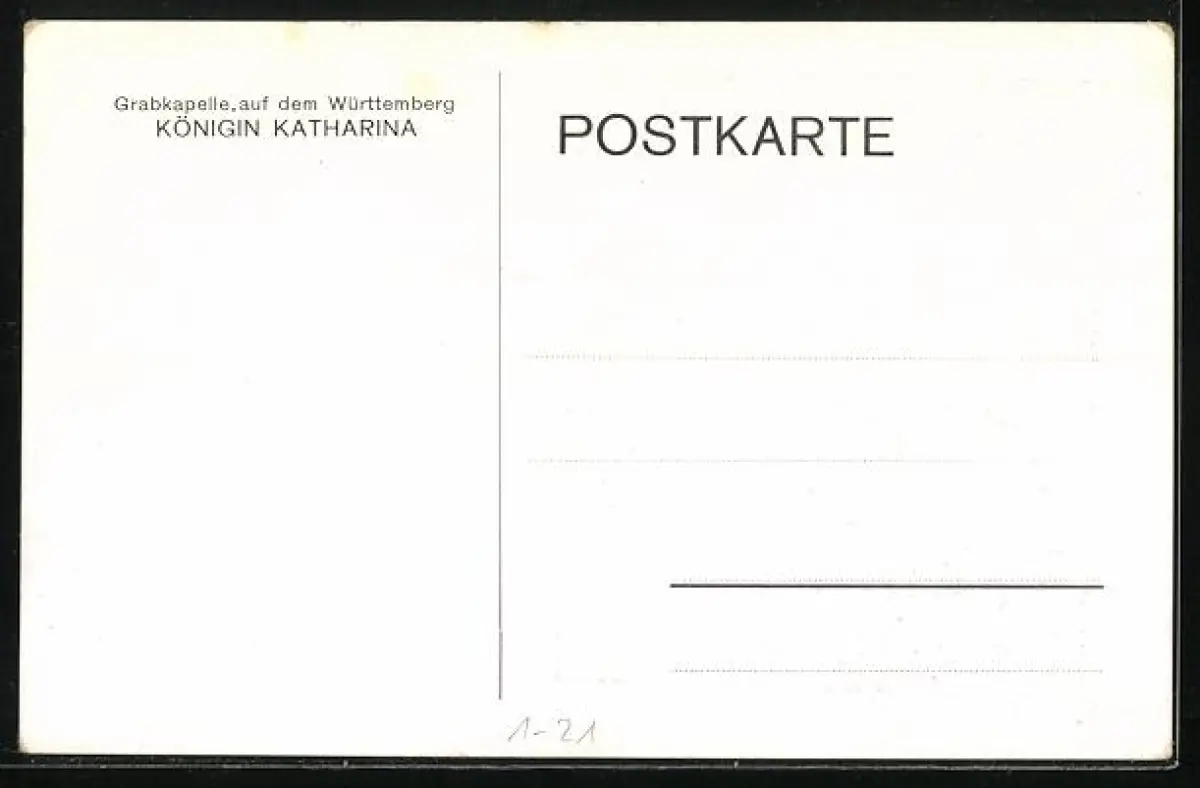 Grabkapelle.auf dem Württemberg
KÖNIGIN KATHARINA
POSTKARTE
1-21